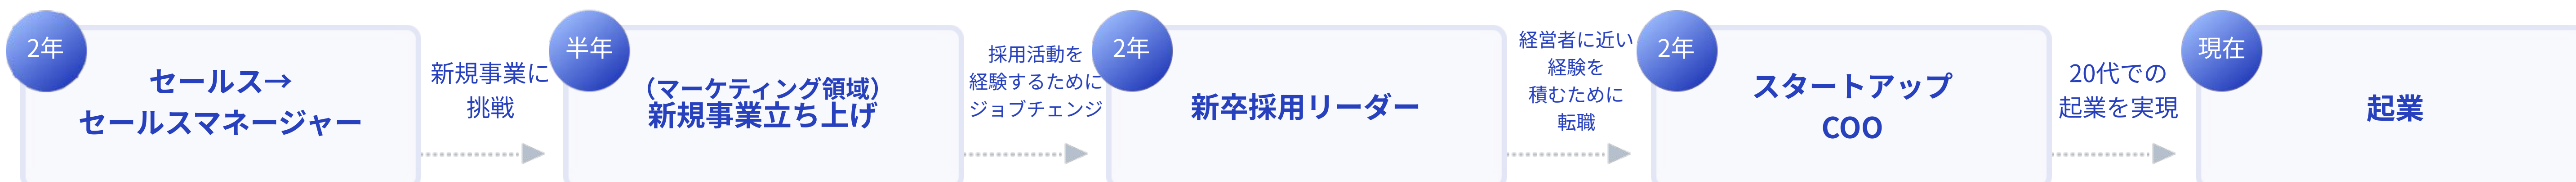 2年
セールス→
セールスマネージャー
新規事業に
挑戦
半年
（マーケティング領域）
新規事業立ち上げ
採用活動を
経験するために
ジョブチェンジ
2年
新卒採用リーダー
経営者に近い
経験を
積むために
転職
2年
スタートアップ
COO
20代での
起業を実現
現在
起業